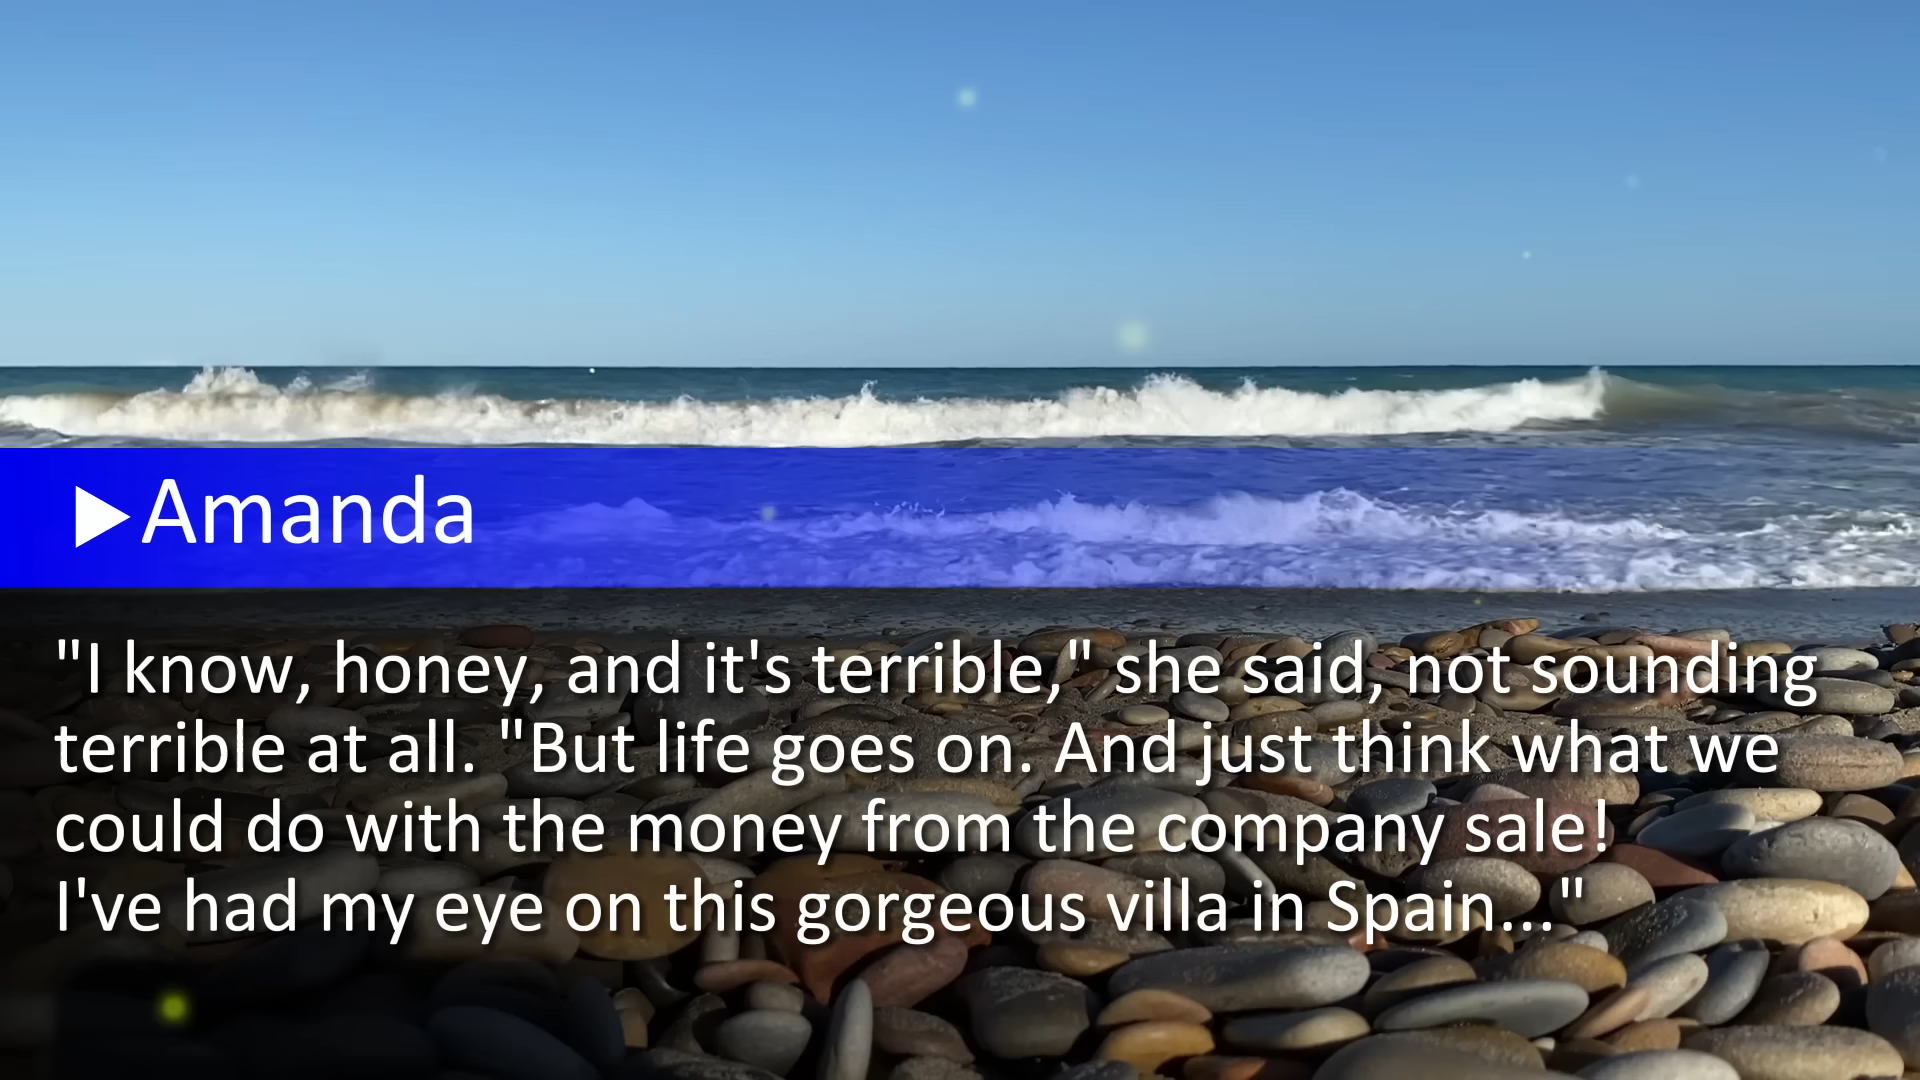 ▶Amanda
"I know, honey, and it's terrible," she said, not sounding
terrible at all. "But life goes on. And just think what we
could do with the money from the company sale!
I've had my eye on this gorgeous villa in Spain..."